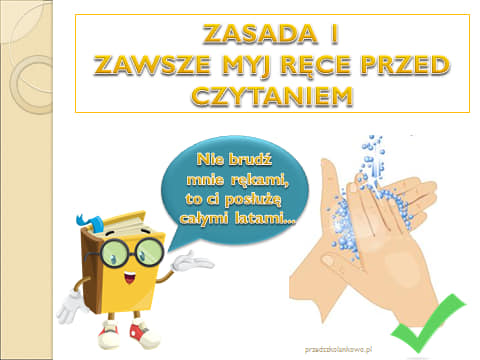 ZASADA 1
ZAWSZE MYJ RĘCE PRZED
CZYTANIEM
Nie brudź
mnie rękami,
to ci posłużę
całymi latami...
przedszkolankowo.pl